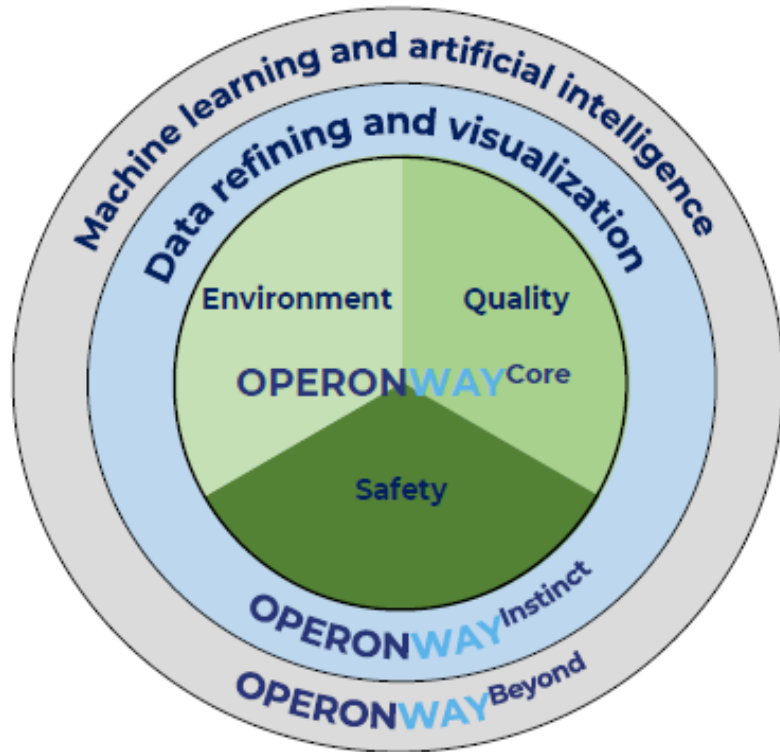 Machine learning and artificial intelligence
Data refining and visualization
Environment
Quality
OPERONWAYCore
Safety
OPERONWAYInstinct
OPERONWAYBeyond